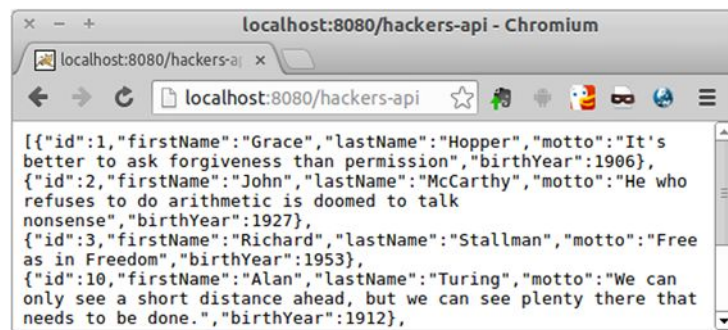 localhost:8080/hackers-api - Chromium
localhost:8080/hackers-a
localhost:8080/hackers-api
[{"id":1,"firstName":"Grace","lastName":"Hopper","motto":"It's
better to ask forgiveness than permission","birthYear":1906},
{"id":2,"firstName":"John","lastName":"McCarthy","motto":"He who
refuses to do arithmetic is doomed to talk
nonsense","birthYear":1927},
{"id":3,"firstName":"Richard","lastName":"Stallman","motto":"Free
as in Freedom","birthYear":1953},
{"id":10,"firstName":"Alan","lastName":"Turing","motto":"We can
only see a short distance ahead, but we can see plenty there that
needs to be done.","birthYear":1912},